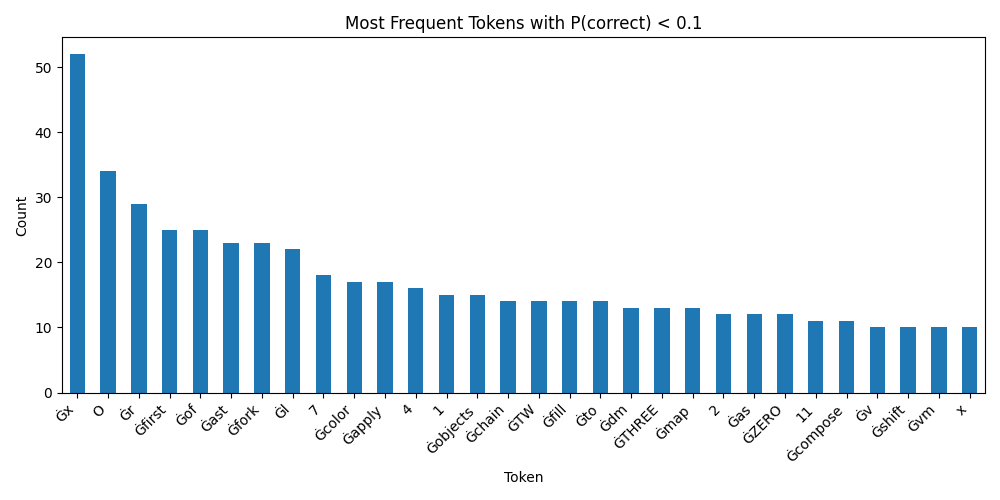 Most Frequent Tokens with P(correct) < 0.1
Count
50
40
30
20
10
0
Ġx
O
Ġr
Ġfirst
Ġof
Ġast
Ġfork
Ġl
7
Ġcolor
Ġapply
4
1
Ġobjects
Ġchain
ĠTW
Ġfill
Ġto
Ġdm
ĠTHREE
Ġmap
2
Ġas
ĠZERO
11
Ġcompose
Ġv
Ġshift
Ġvm
x
Token